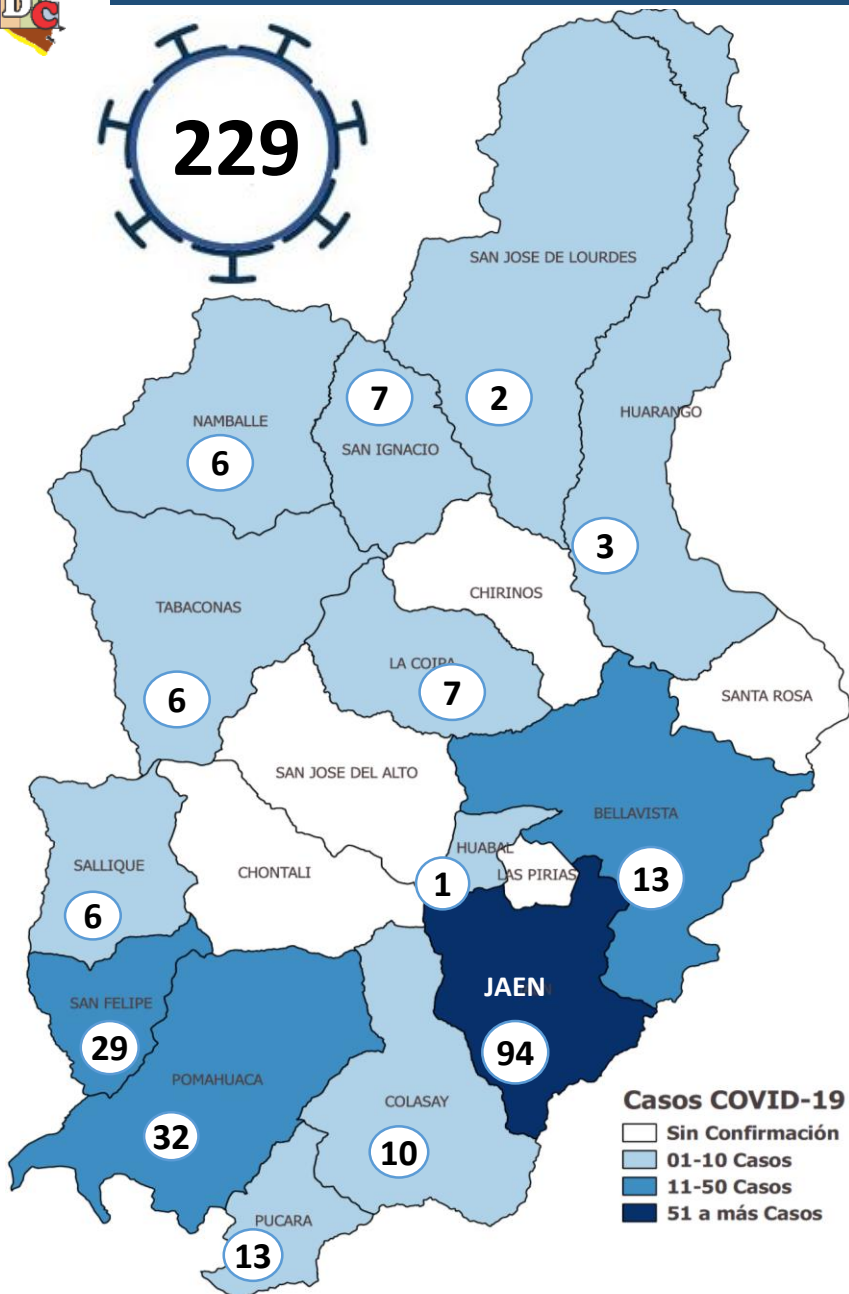 DC
229
SAN JOSE DE LOURDES
7
2
HUARANGO
NAMBALLE
SAN IGNACIO
6
3
CHIRINOS
TABACONAS
LA COIPA
7
6
SANTA ROSA
SAN JOSE DEL ALTO
BELLAVISTA
HUABAL
SALLIQUE
CHONTALI
LAS PIRIAS
1
13
6
JAEN
SAN FELIPE
29
94
POMAHUACA
COLASAY
32
10
PUCARA
13
Casos COVID-19
Sin Confirmación
01-10 Casos
11-50 Casos
51 a más Casos